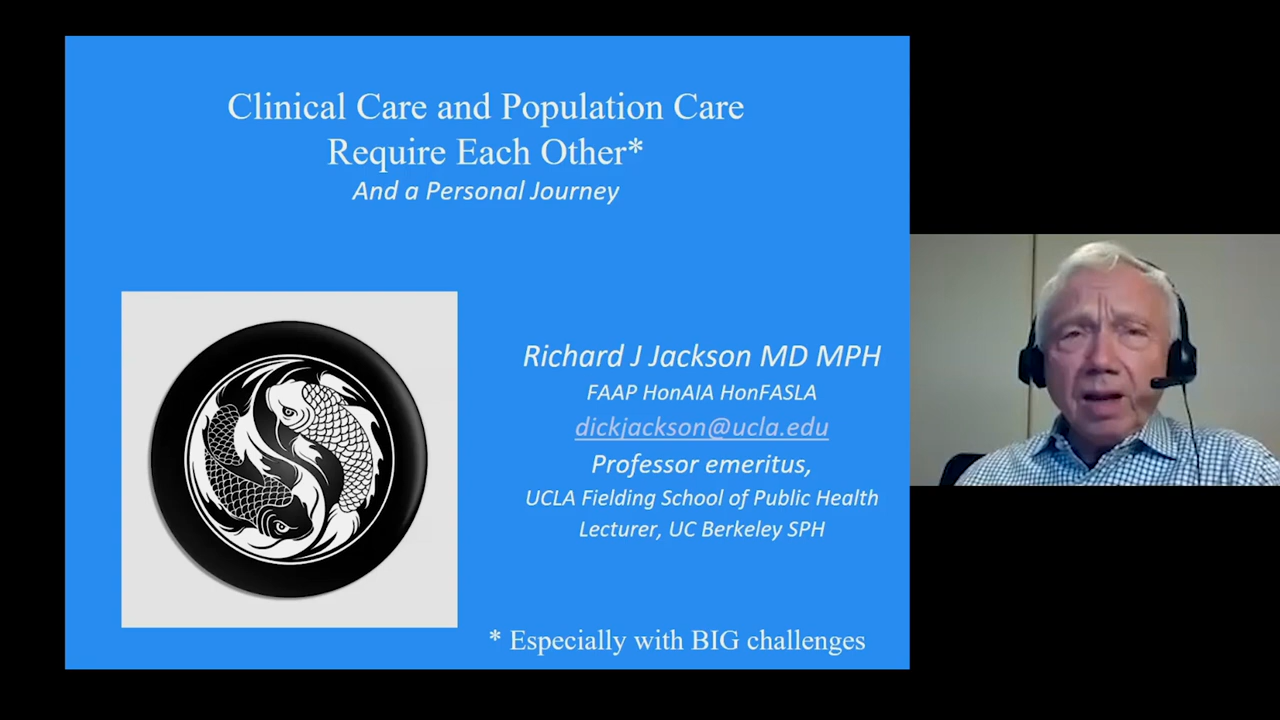 Clinical Care and Population Care
Require Each Other*
And a Personal Journey
Richard J Jackson MD MPH
FAAP HonAIA HonFASLA
dickjackson@ucla.edu
Professor emeritus,
UCLA Fielding School of Public Health
Lecturer, UC Berkeley SPH
* Especially with BIG challenges